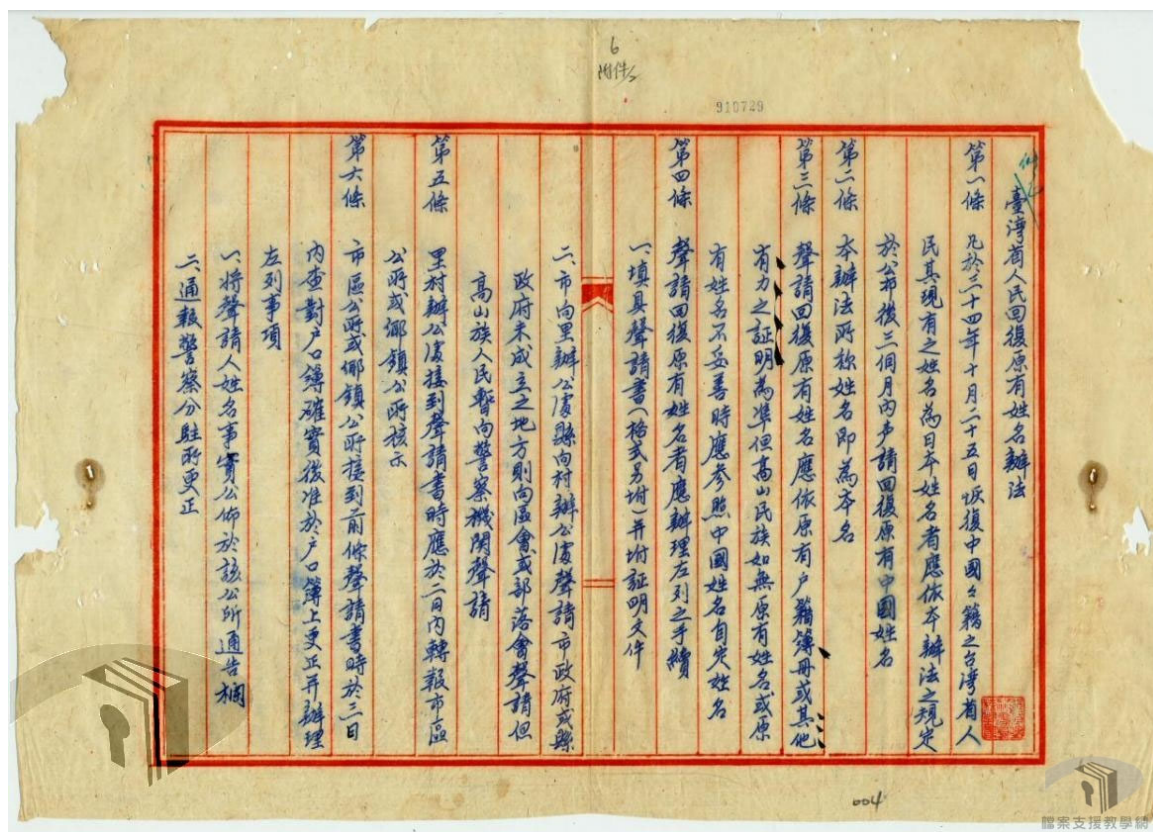 6
附件
910729
臺灣省人民回復原有姓名辦法
第一條 凡於三十四年十月二十五日恢復中國々籍之台灣省人
民其現有之姓名為日本姓名者應依本辦法之規定
於公布後三個月內申請回復原有中國姓名
第二條 本辦法所稱姓名即為本名
第三條 聲請回復原有姓名應依原有户籍簿冊或其他
有力之証明為準但高山民族如無原有姓名或原
有姓名不妥善時應參照中國姓名自定姓名
第四條 聲請回復原有姓名者應辦理左列之手續
一、填具聲請書(格式另坿)并坿証明文件
二、市向里辦公處縣向村辦公處聲請市政府或縣
政府未成立之地方則向區會或部落會聲請但
高山族人民暫向警察機関聲請
第五條 里村辦公處接到聲請書時應於二日內轉報市區
公所或鄉鎮公所核示
第六條 市區公所或鄉鎮公所接到前條聲請書時於三日
內查對户口簿確實後准於户口簿上更正并辦理
左列事項
一、將聲請人姓名事實公佈於該公所通告欄
二、通報警察分駐所更正
004
檔案支援教學網